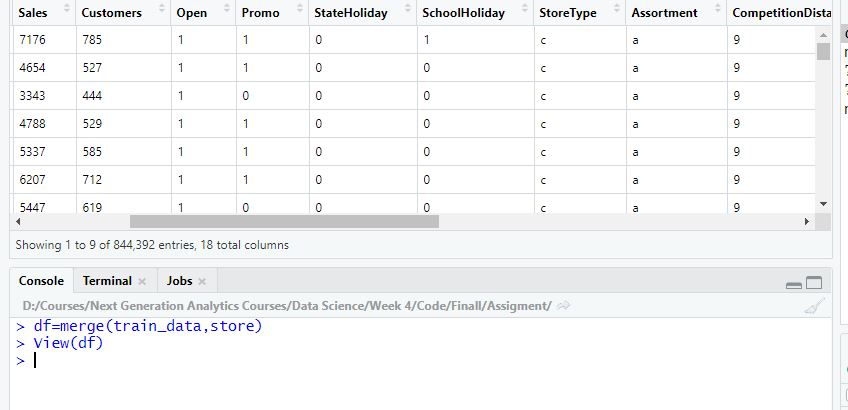 Sales Customers Open Promo StateHoliday SchoolHoliday StoreType Assortment CompetitionDista
7176 785 1 1 0 1 c a 9
4654 527 1 1 0 0 c a 9
3343 444 1 0 0 0 c a 9
4788 529 1 1 0 0 c a 9
5337 585 1 1 0 0 c a 9
6207 712 1 1 0 0 c a 9
5447 619 1 0 0 0 c a 9
Showing 1 to 9 of 844,392 entries, 18 total columns
Console Terminal Jobs
D:/Courses/Next Generation Analytics Courses/Data Science/Week 4/Code/Finall/Assigment/
> df=merge(train_data,store)
> View(df)
>